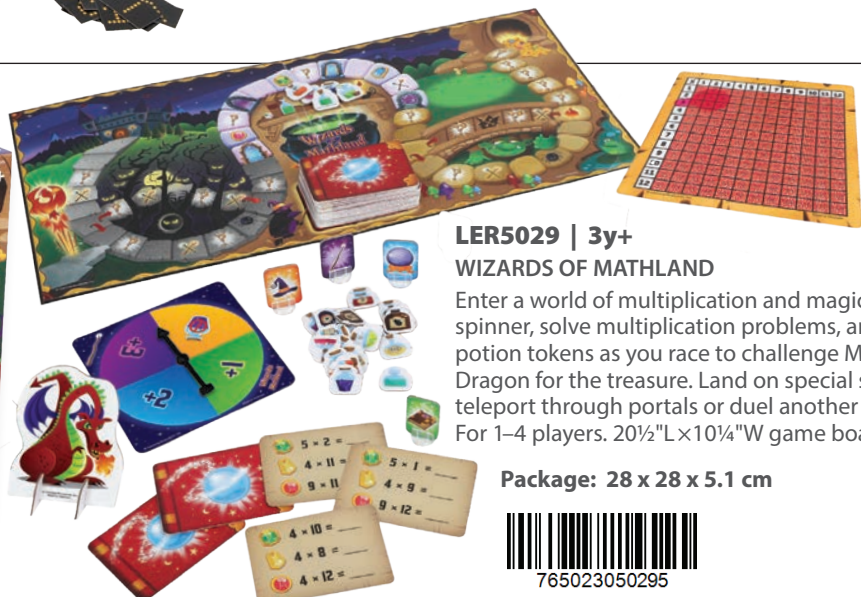 Wizards
of
Mathland
LER5029 | 3y+
WIZARDS OF MATHLAND
Enter a world of multiplication and magic
spinner, solve multiplication problems, an
potion tokens as you race to challenge M
Dragon for the treasure. Land on special s
teleport through portals or duel another
For 1–4 players. 20½"L×10¼"W game boa
Package: 28 x 28 x 5.1 cm
765023050295
+3
+1
+2
5 × 2 =
4 × 11 =
9 × 11
5 × 1 =
4 × 9 =
9 × 12 =
4 × 10 =
4 × 8 =
4 × 12 =